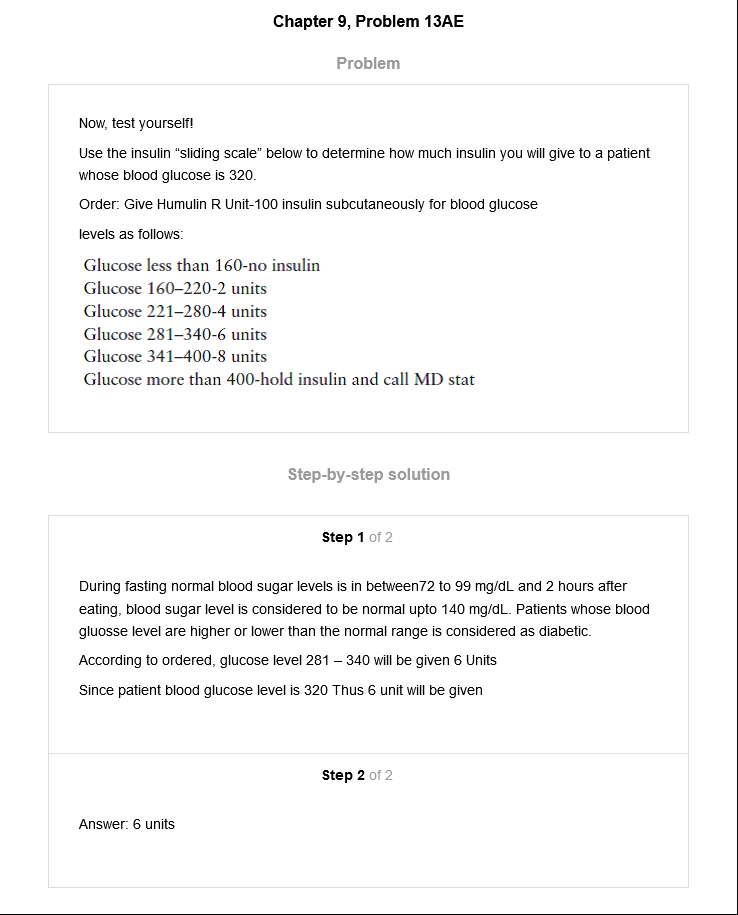 Chapter 9, Problem 13AE
Problem
Now, test yourself!
Use the insulin “sliding scale” below to determine how much insulin you will give to a patient
whose blood glucose is 320.
Order: Give Humulin R Unit-100 insulin subcutaneously for blood glucose
levels as follows:
Glucose less than 160-no insulin
Glucose 160–220-2 units
Glucose 221–280-4 units
Glucose 281–340-6 units
Glucose 341–400-8 units
Glucose more than 400-hold insulin and call MD stat
Step-by-step solution
Step 1 of 2
During fasting normal blood sugar levels is in between72 to 99 mg/dL and 2 hours after
eating, blood sugar level is considered to be normal upto 140 mg/dL. Patients whose blood
gluosse level are higher or lower than the normal range is considered as diabetic.
According to ordered, glucose level 281 – 340 will be given 6 Units
Since patient blood glucose level is 320 Thus 6 unit will be given
Step 2 of 2
Answer: 6 units